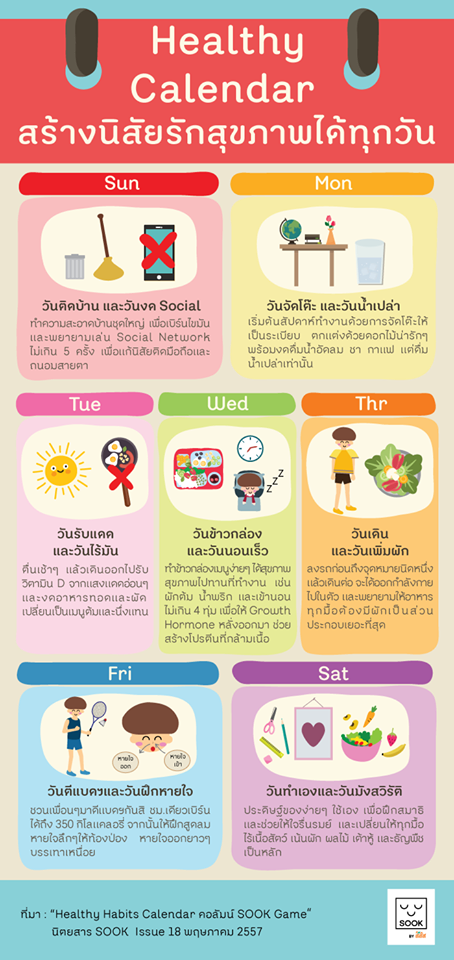 Healthy
Calendar
สร้างนิสัยรักสุขภาพได้ทุกวัน
Sun
วันติดบ้าน และวันงด Social
ทำความสะอาดบ้านชุดใหญ่ เพื่อเบิร์นไขมัน
และพยายามเล่น Social Network
ไม่เกิน 5 ครั้ง เพื่อแก้นิสัยติดมือถือและ
ถนอมสายตา
Mon
วันจัดโต๊ะ และวันน้ำเปล่า
เริ่มต้นสัปดาห์ทำงานด้วยการจัดโต๊ะให้
เป็นระเบียบ ตกแต่งด้วยดอกไม้น่ารักๆ
พร้อมงดดื่มน้ำอัดลม ชา กาแฟ แต่ดื่ม
น้ำเปล่าเท่านั้น
Tue
วันรับแดด
และวันไร้มัน
ตื่นเช้าๆ แล้วเดินออกไปรับ
วิตามิน D จากแสงแดดอ่อนๆ
และงดอาหารทอดและผัด
เปลี่ยนเป็นเมนูต้มและนึ่งแทน
Wed
Z
Z
Z
วันข้าวกล่อง
และวันนอนเร็ว
ทำข้าวกล่องเมนูง่ายๆ ได้สุขภาพ
สุขภาพไปทานที่ทำงาน เช่น
ผักต้ม น้ำพริก และเข้านอน
ไม่เกิน 4 ทุ่ม เพื่อให้ Growth
Hormone หลั่งออกมา ช่วย
สร้างโปรตีนที่กล้ามเนื้อ
Thr
วันเดิน
และวันเพิ่มผัก
ลงรถก่อนถึงจุดหมายนิดหนึ่ง
แล้วเดินต่อ จะได้ออกกำลังกาย
ไปในตัว และพยายามให้อาหาร
ทุกมื้อต้องมีผักเป็นส่วน
ประกอบเยอะที่สุด
Fri
หายใจ
ออก
หายใจ
เข้า
วันตีแบดฯ และวันฝึกหายใจ
ชวนเพื่อนๆมาตีแบดฯกันสิ ชม.เดียวเบิร์น
ได้ถึง 350 กิโลแคลอรี่ จากนั้นให้ฝึกสูดลม
หายใจลึกๆให้ท้องป่อง หายใจออกยาวๆ
บรรเทาเหนื่อย
Sat
วันทำเองและวันมังสวิรัติ
ประดิษฐ์ของง่ายๆ ใช้เอง เพื่อฝึกสมาธิ
และช่วยให้ใจรื่นรมย์ และเปลี่ยนให้ทุกมื้อ
ไร้เนื้อสัตว์ เน้นผัก ผลไม้ เต้าหู้ และธัญพืช
เป็นหลัก
ที่มา : "Healthy Habits Calendar คอลัมน์ SOOK Game"
นิตยสาร SOOK Issue 18 พฤษภาคม 2557
SOOK
BY สสส